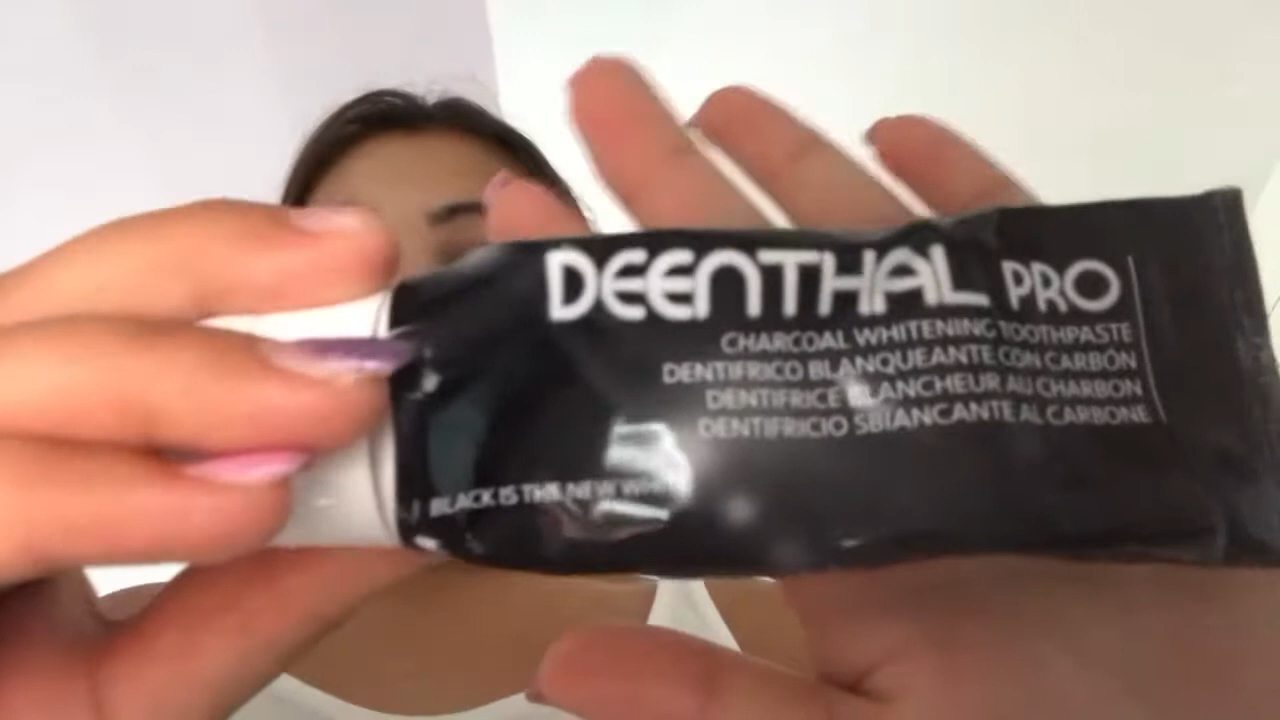 DEENTHAL PRO
CHARCOAL WHITENING TOOTHPASTE
DENTIFRICO BLANQUEANTE CON CARBÓN
DENTIFRICE BLANCHEUR AU CHARBON
DENTIFRICIO SBIANCANTE AL CARBONE
BLACK IS THE NEW